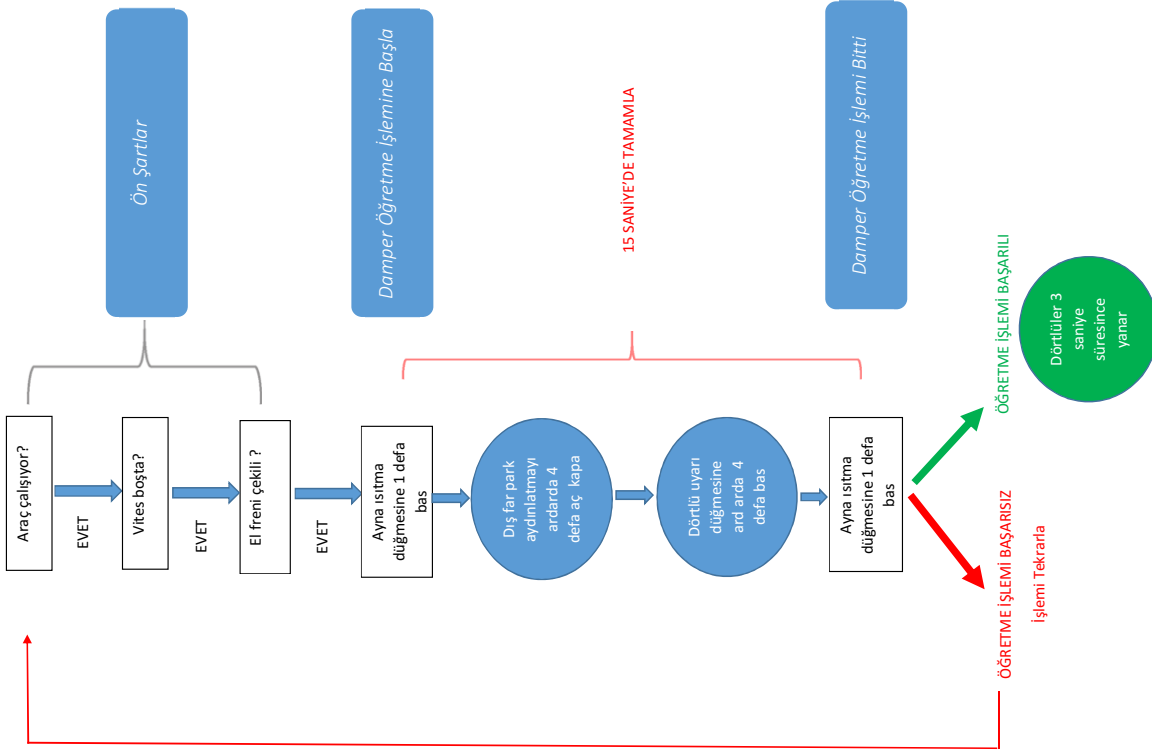 Araç çalışıyor?
EVET
Vites boşta?
EVET
El freni çekili ?
EVET
Ön Şartlar
Ayna ısıtma
düğmesine 1 defa
bas
Damper Öğretme İşlemine Başla
Dış far park
aydınlatmayı
ardarda 4
defa aç kapa
15 SANİYE'DE TAMAMLA
Dörtlü uyarı
düğmesine
ard arda 4
defa bas
Ayna ısıtma
düğmesine 1 defa
bas
Damper Öğretme İşlemi Bitti
ÖĞRETME İŞLEMİ BAŞARISIZ
İşlemi Tekrarla
ÖĞRETME İŞLEMİ BAŞARILI
Dörtlüler 3
saniye
süresince
yanar